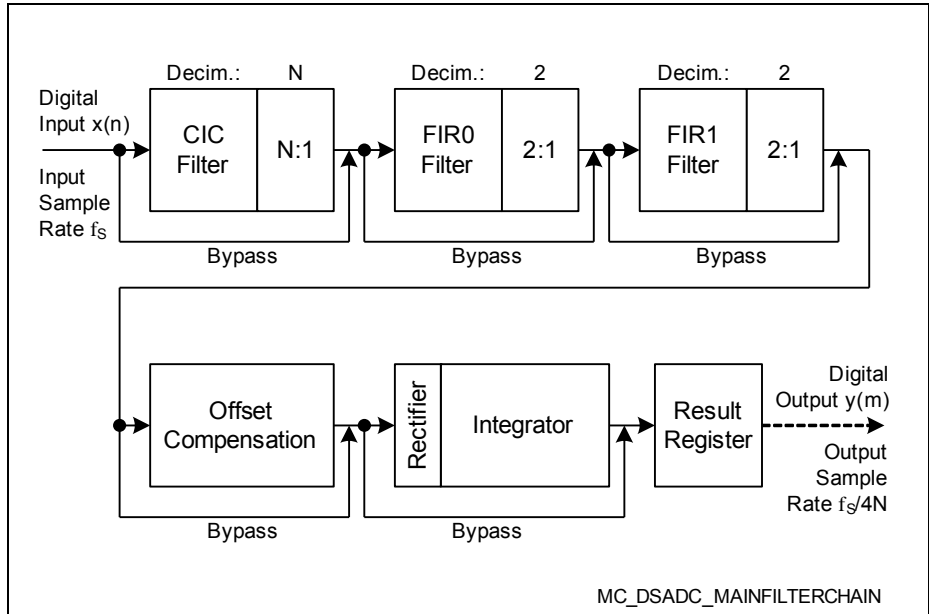 Decim.: N
Decim.: 2
Decim.: 2
Digital
Input x(n)
CIC
Filter
N:1
FIR0
Filter
2:1
FIR1
Filter
2:1
Input
Sample
Rate fS
Bypass
Bypass
Bypass
Offset
Compensation
Rectifier
Integrator
Result
Register
Digital
Output y(m)
Output
Sample
Rate fS/4N
Bypass
Bypass
MC_DSADC_MAINFILTERCHAIN